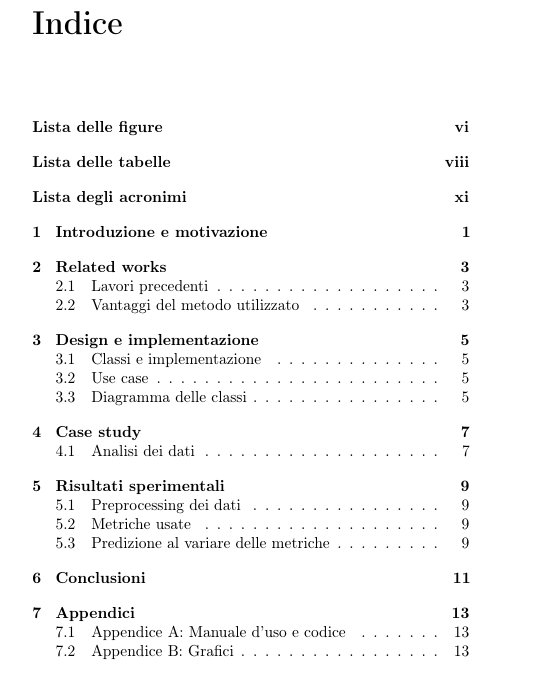 Indice
Lista delle figure vi
Lista delle tabelle viii
Lista degli acronimi xi
1 Introduzione e motivazione 1
2 Related works 3
2.1 Lavori precedenti . . . . . . . . . . . . . . . . . . . 3
2.2 Vantaggi del metodo utilizzato . . . . . . . . . . . 3
3 Design e implementazione 5
3.1 Classi e implementazione . . . . . . . . . . . . . . 5
3.2 Use case . . . . . . . . . . . . . . . . . . . . . . . . 5
3.3 Diagramma delle classi . . . . . . . . . . . . . . . . 5
4 Case study 7
4.1 Analisi dei dati . . . . . . . . . . . . . . . . . . . . 7
5 Risultati sperimentali 9
5.1 Preprocessing dei dati . . . . . . . . . . . . . . . . 9
5.2 Metriche usate . . . . . . . . . . . . . . . . . . . . 9
5.3 Predizione al variare delle metriche . . . . . . . . . 9
6 Conclusioni 11
7 Appendici 13
7.1 Appendice A: Manuale d'uso e codice . . . . . . . 13
7.2 Appendice B: Grafici . . . . . . . . . . . . . . . . . 13